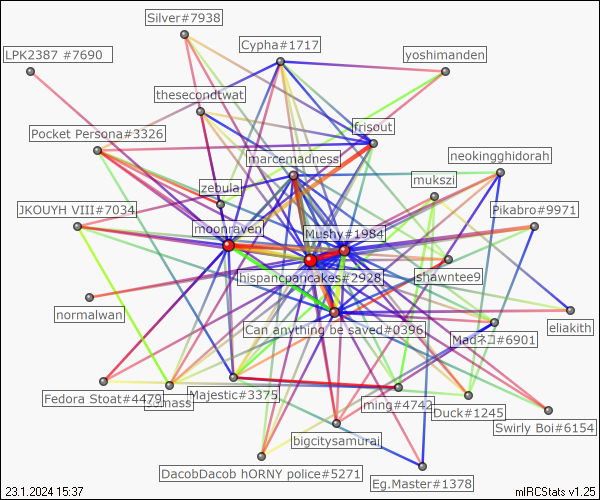 Silver#7938
Cypha#1717
LPK2387 #7690
yoshimanden
thesecondtwat
frisout
Pocket Persona#3326
marcemadness
neokingghidorah
mukszi
zebulai
JKOUYH VIII#7034
Pikabro#9971
moonraven
Mushy#1984
hispancpancakes#2928
shawntee9
normalwan
eliakith
Can anything be saved#0396
Madネコ#6901
Fedora Stoat#4479
Majestic#3375
ming#4742
Duck#1245
Swirly Boi#6154
bigcitysamurai
DacobDacob hORNY police#5271
Eg.Master#1378
23.1.2024 15:37
mIRCStats v1.25